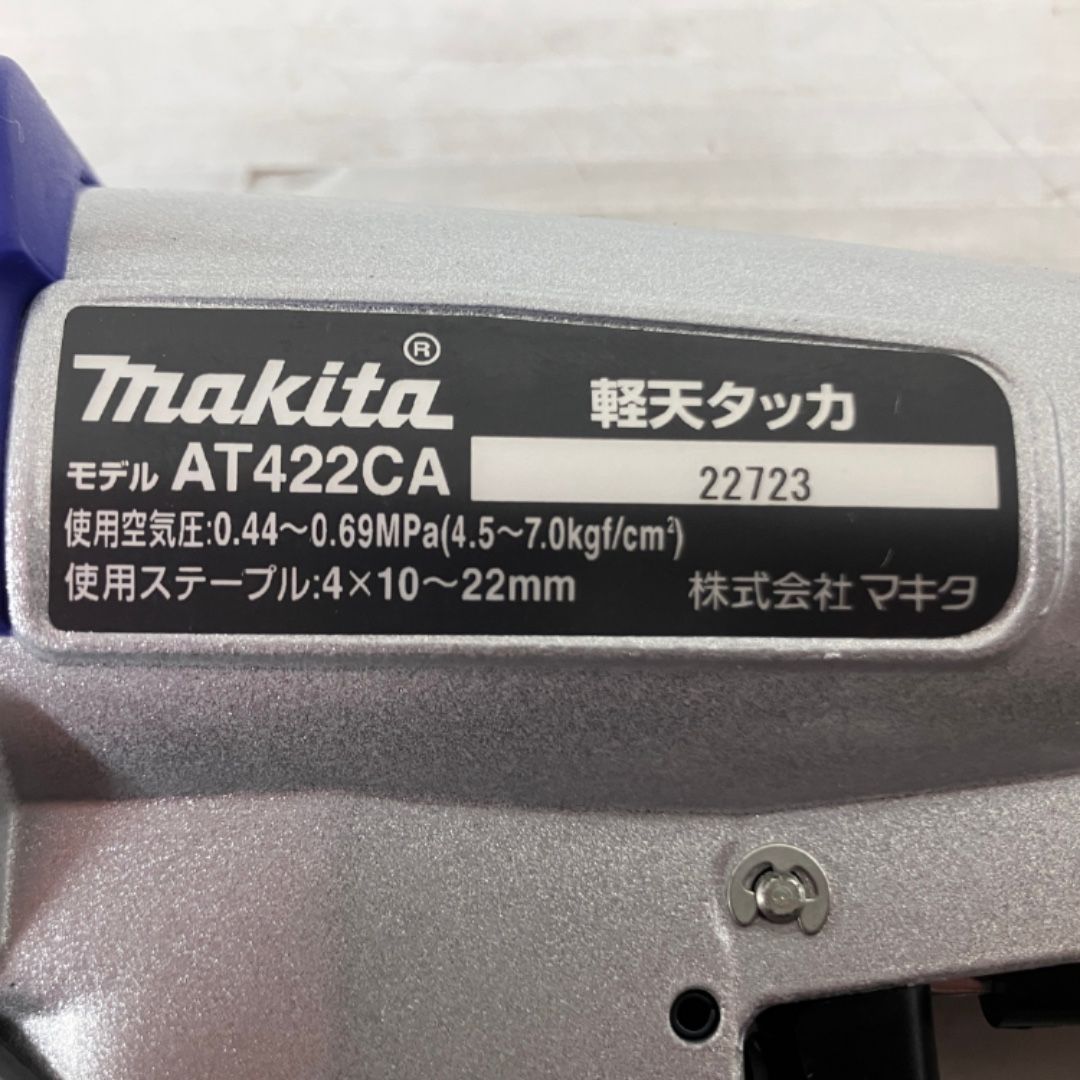 makita®
軽天タッカ
モデル AT422CA
22723
使用空気圧:0.44～0.69MPa(4.5～7.0kgf/cm²)
使用ステープル:4×10～22mm
株式会社マキタ